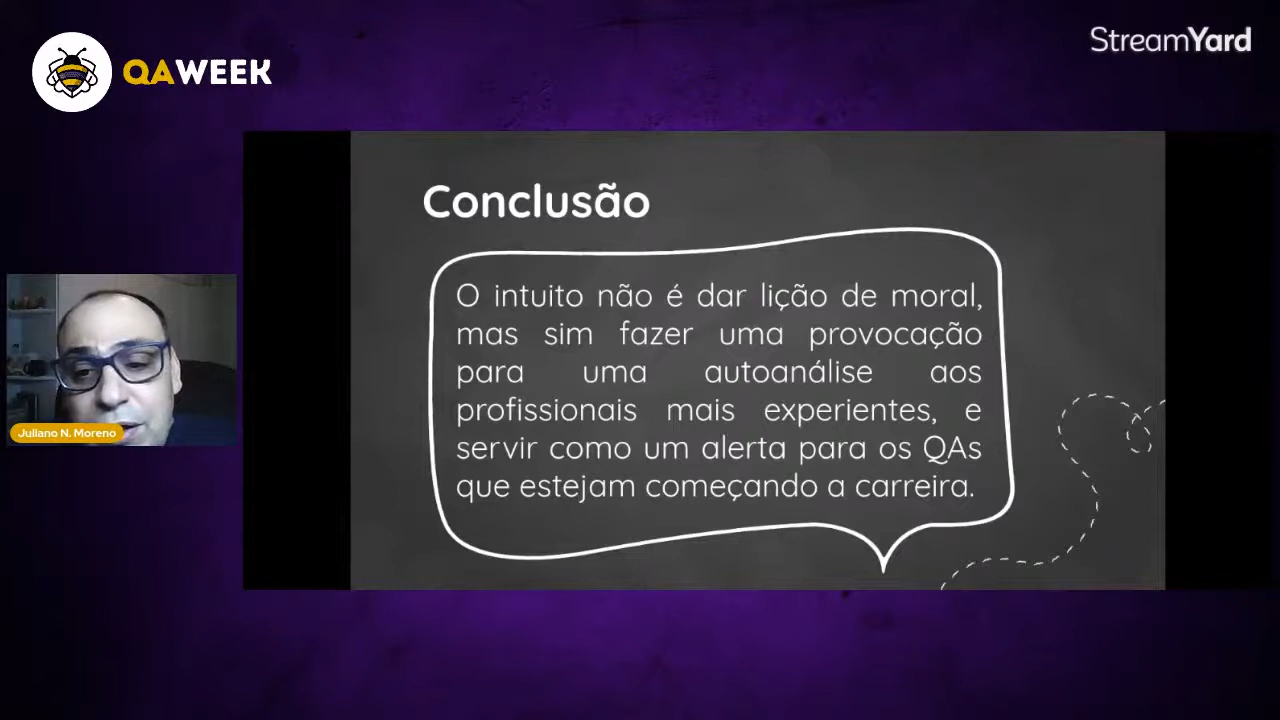 QAWEEK
StreamYard
Conclusão
O intuito não é dar lição de moral,
mas sim fazer uma provocação
para uma autoanálise aos
profissionais mais experientes, e
servir como um alerta para os QAs
que estejam começando a carreira.
Juliano N. Moreno